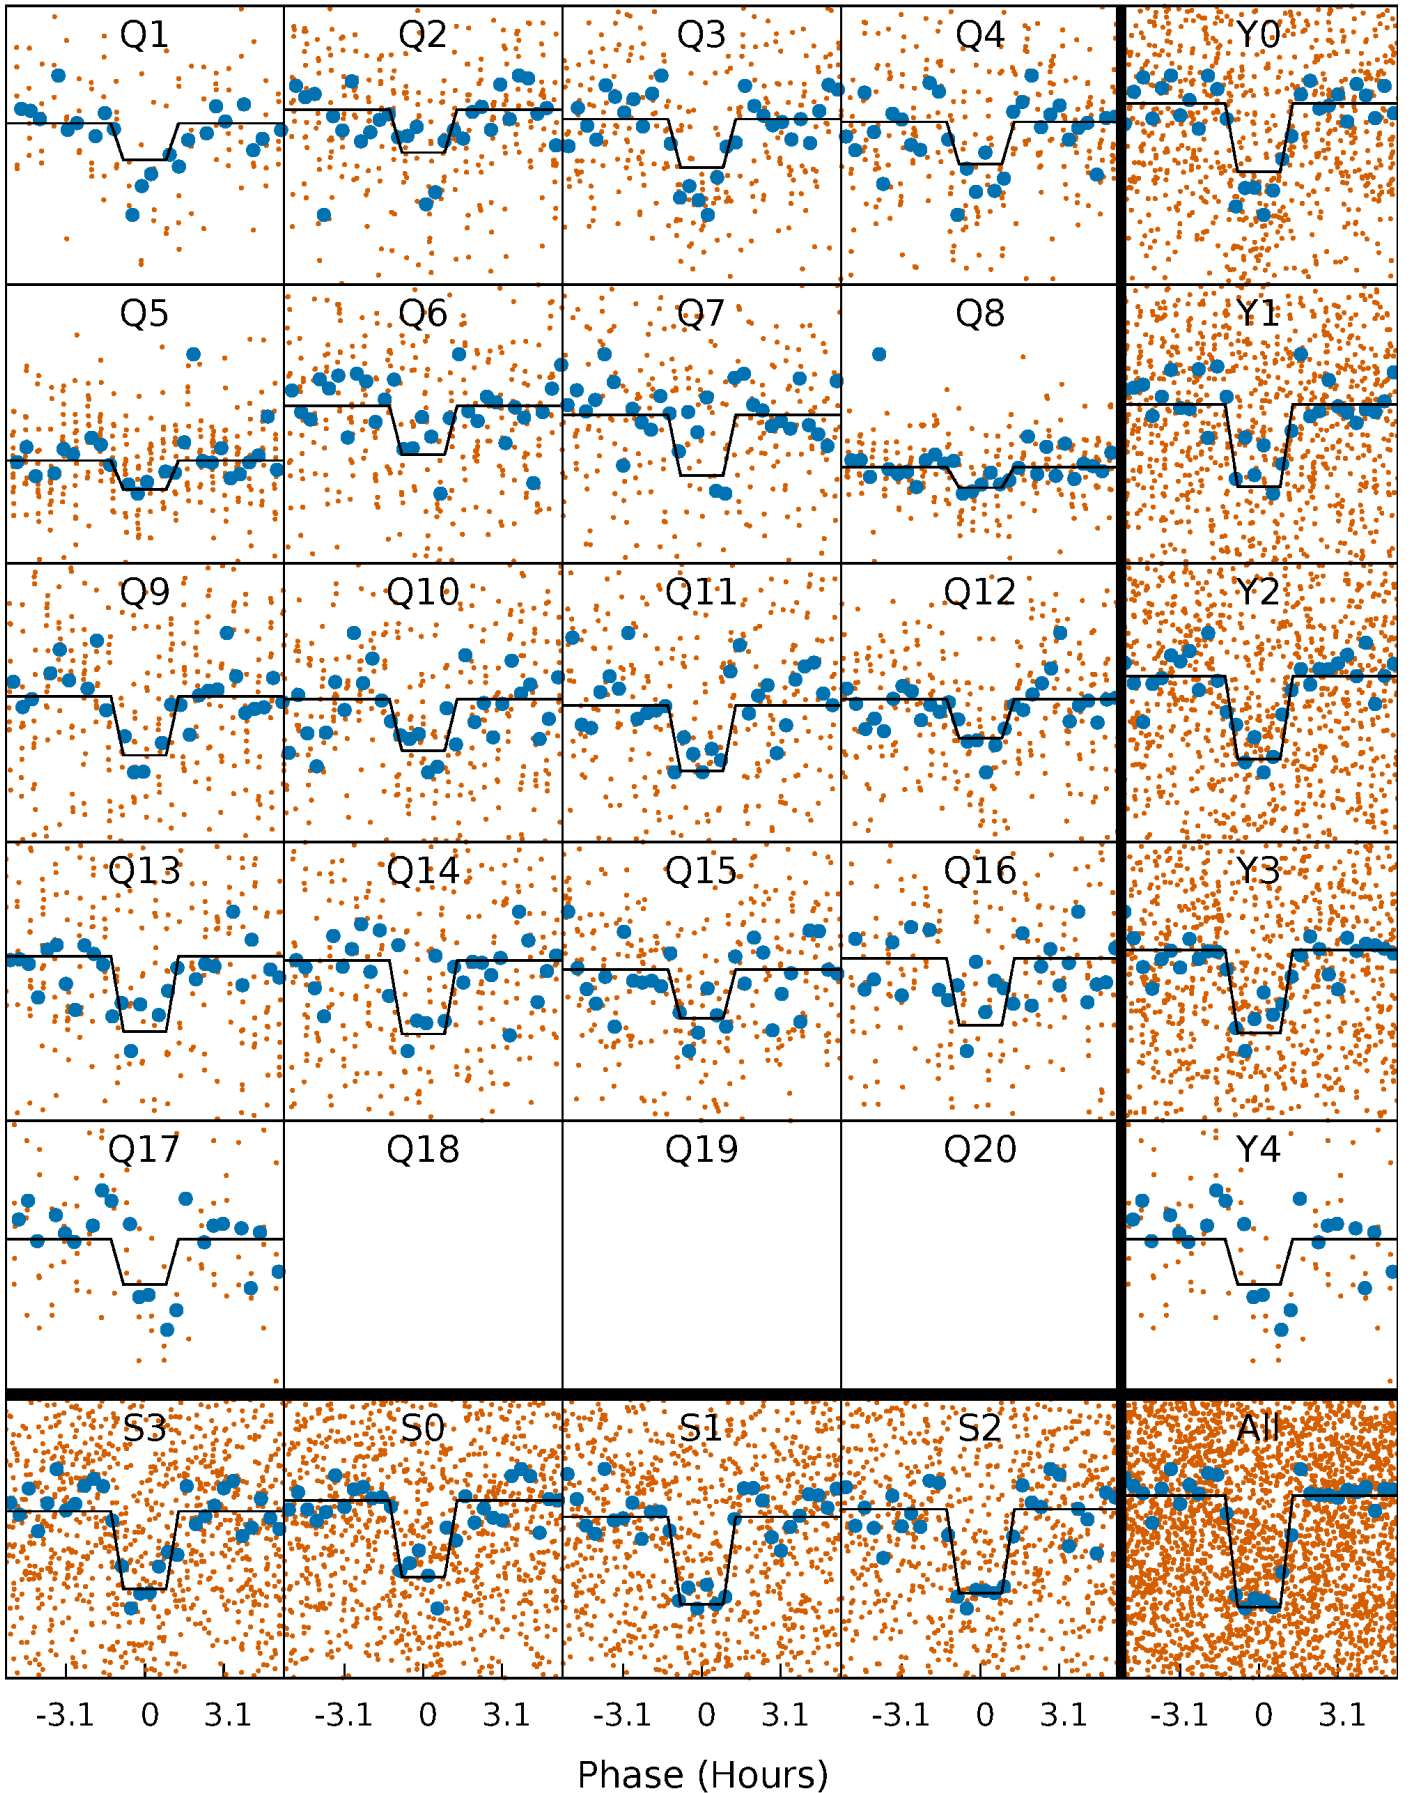 Q1 Q2 Q3 Q4 Y0
Q5 Q6 Q7 Q8 Y1
Q9 Q10 Q11 Q12 Y2
Q13 Q14 Q15 Q16 Y3
Q17 Q18 Q19 Q20 Y4
S3 S0 S1 S2 All
-3.1 0 3.1 -3.1 0 3.1 -3.1 0 3.1 -3.1 0 3.1 -3.1 0 3.1
Phase (Hours)